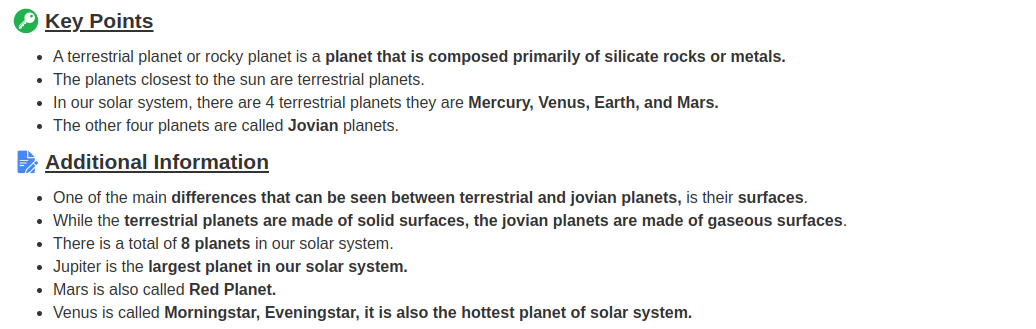 Key Points
A terrestrial planet or rocky planet is a planet that is composed primarily of silicate rocks or metals.
The planets closest to the sun are terrestrial planets.
In our solar system, there are 4 terrestrial planets they are Mercury, Venus, Earth, and Mars.
The other four planets are called Jovian planets.
Additional Information
One of the main differences that can be seen between terrestrial and jovian planets, is their surfaces.
While the terrestrial planets are made of solid surfaces, the jovian planets are made of gaseous surfaces.
There is a total of 8 planets in our solar system.
Jupiter is the largest planet in our solar system.
Mars is also called Red Planet.
Venus is called Morningstar, Eveningstar, it is also the hottest planet of solar system.